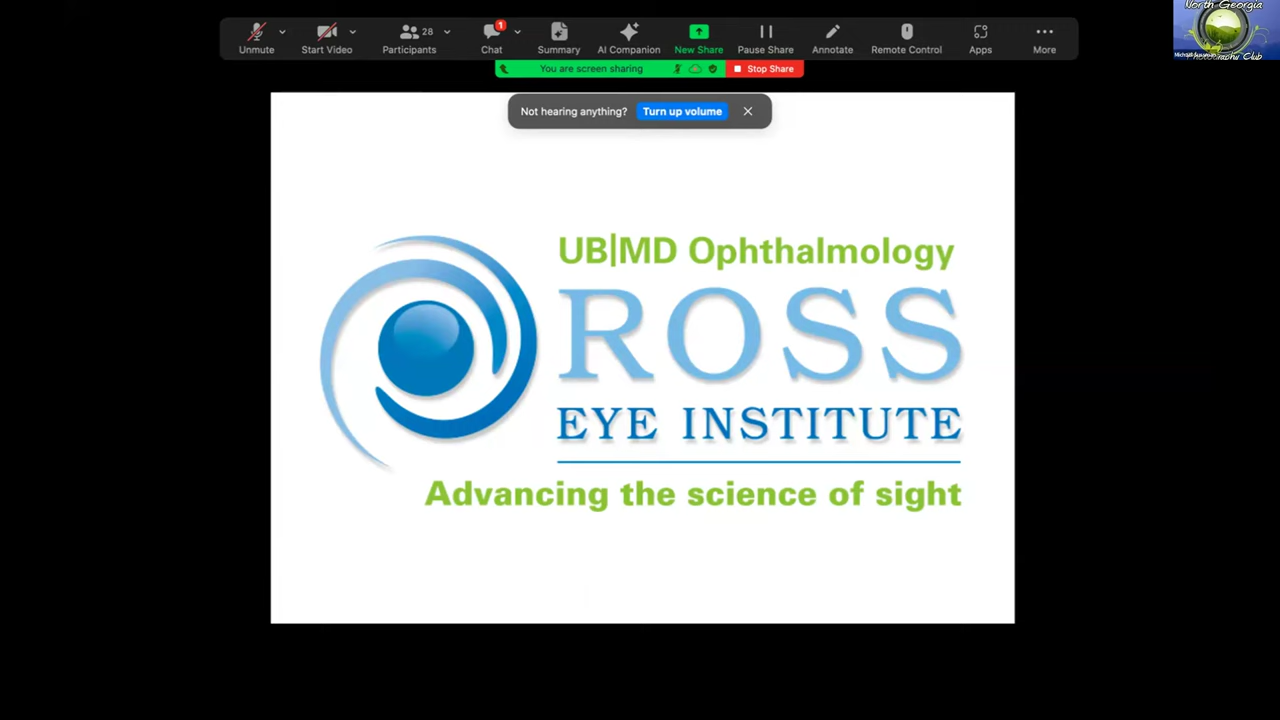 North Georgia
Photography Club
Unmute
Start Video
28
Participants
1
Chat
Summary
AI Companion
New Share
Pause Share
Annotate
Remote Control
Apps
More
You are screen sharing
Stop Share
Not hearing anything?
Turn up volume
UB|MD Ophthalmology
ROSS
EYE INSTITUTE
Advancing the science of sight